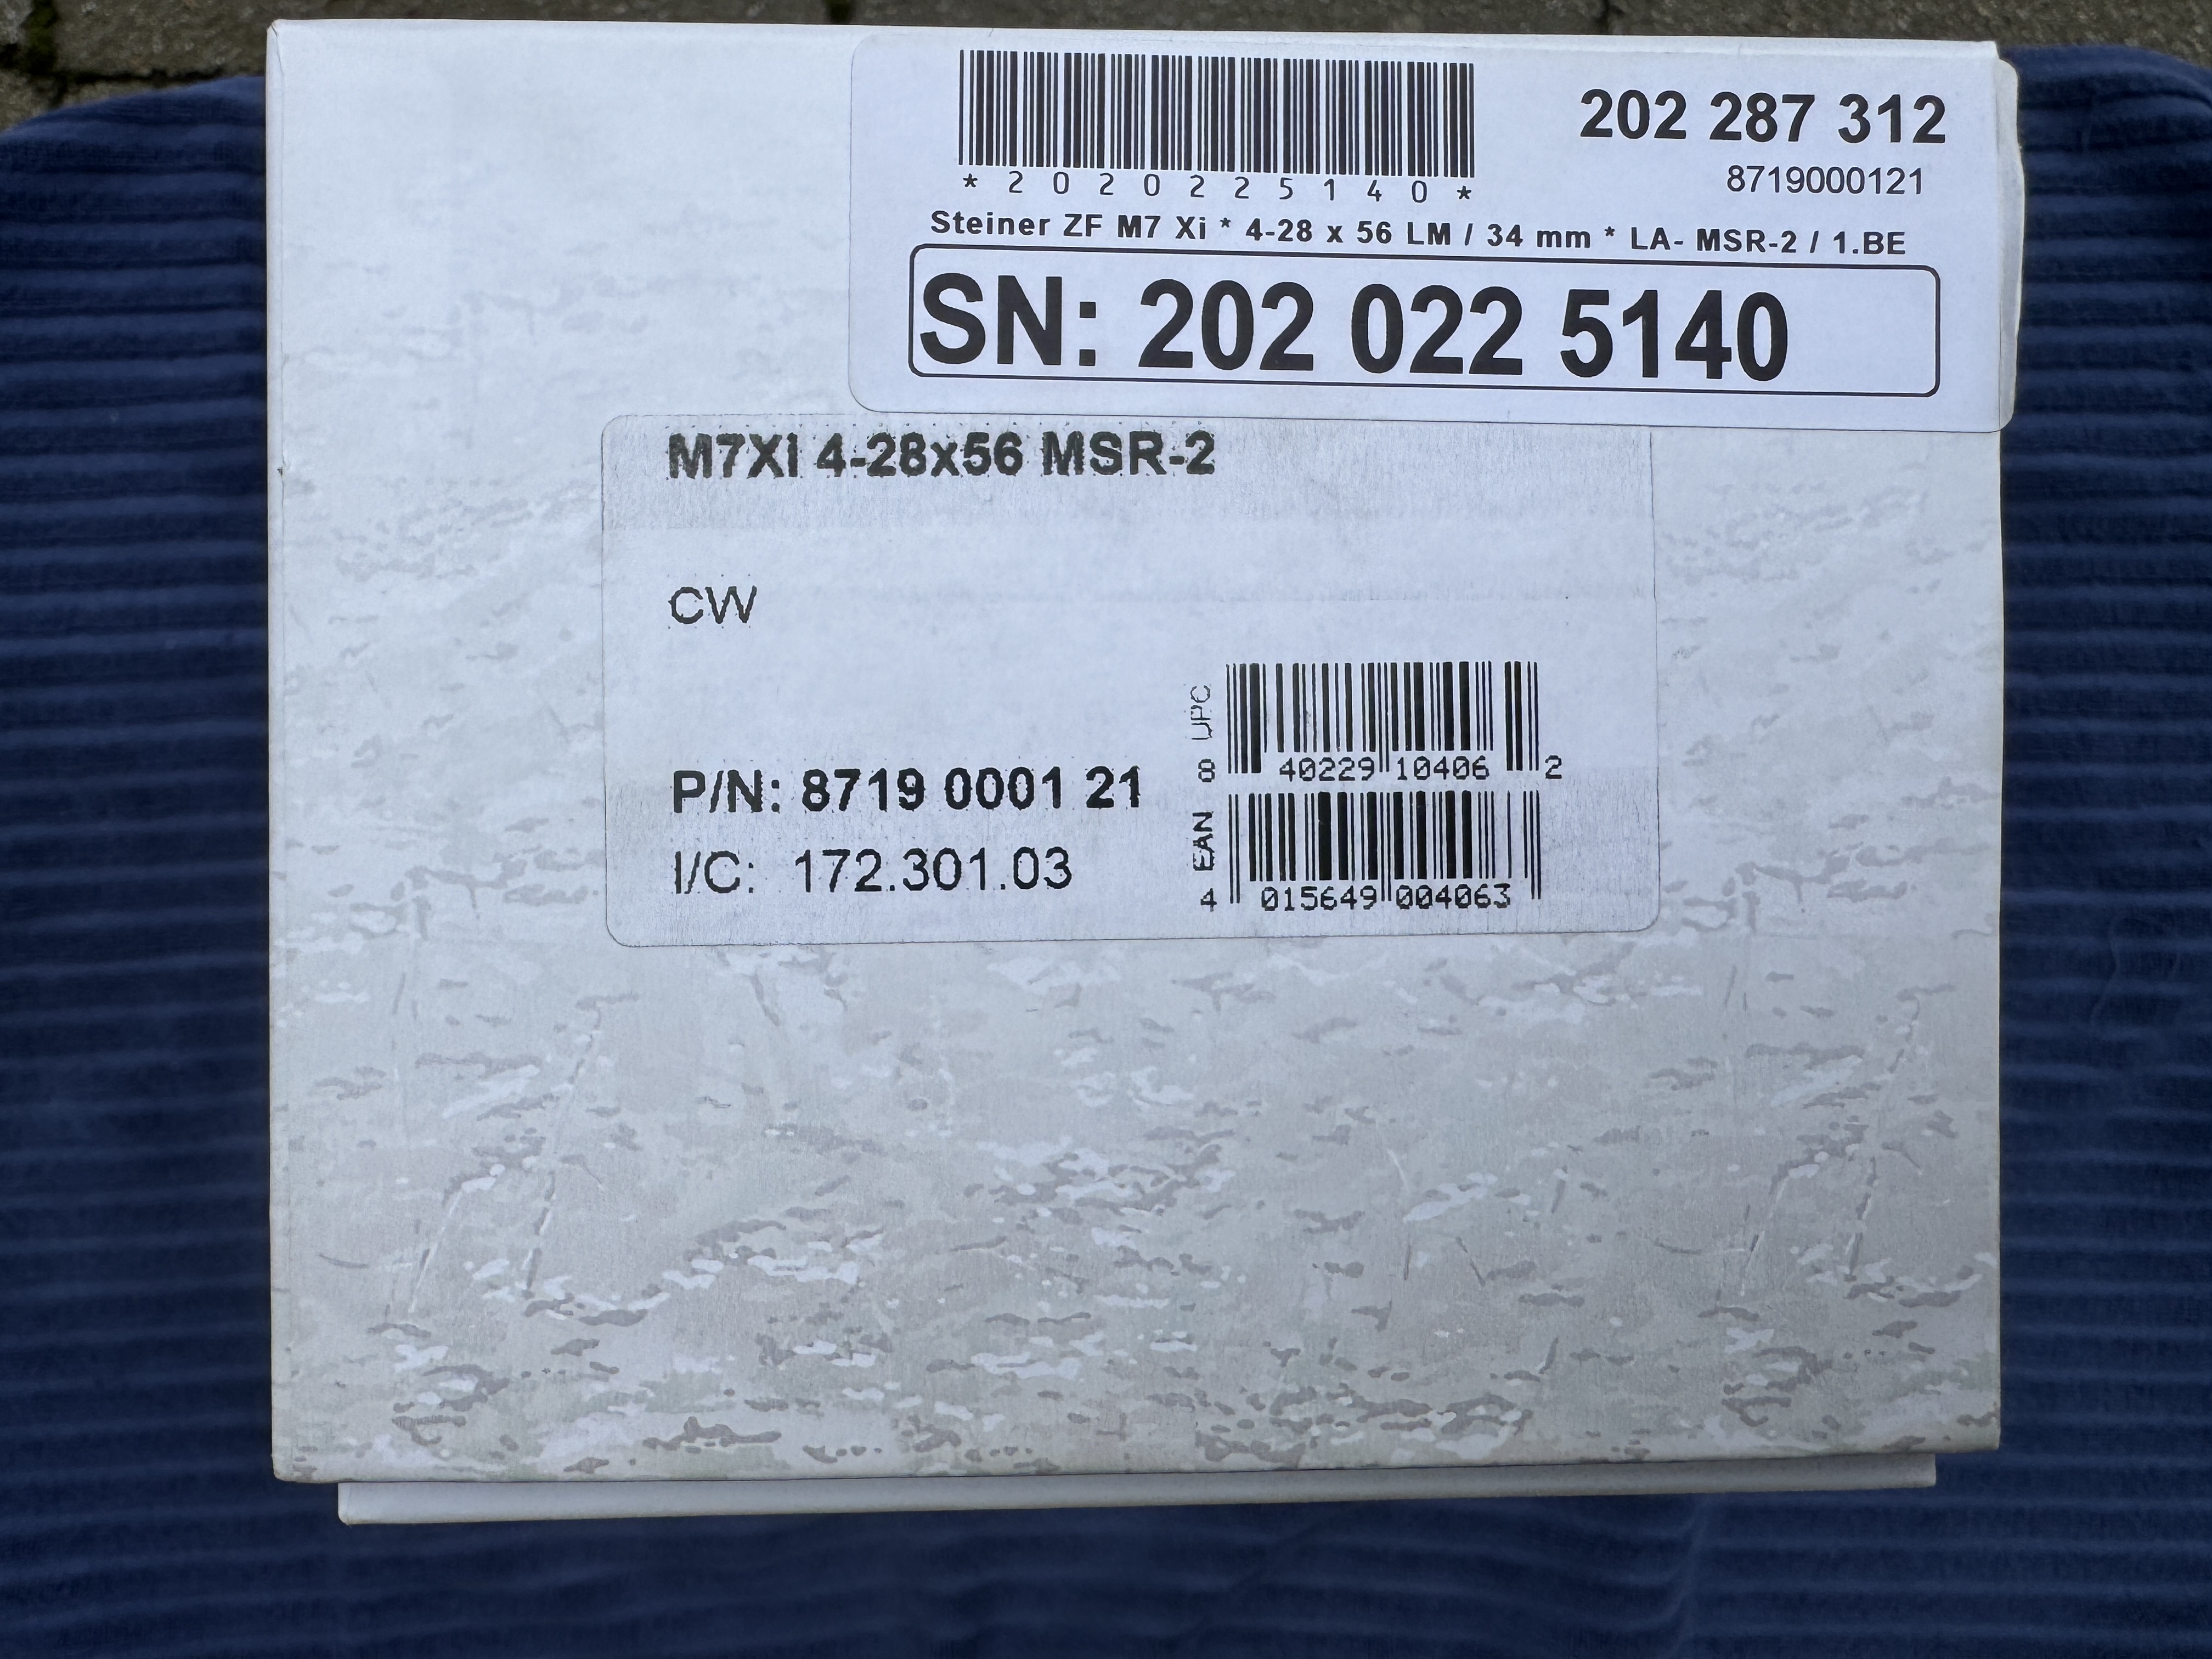 202 287 312
8719000121
*2020225140*
Steiner ZF M7 Xi * 4-28 x 56 LM / 34 mm * LA- MSR-2 / 1.BE
SN: 202 022 5140
M7XI 4-28x56 MSR-2
CW
UPC
8 40229 10406 2
P/N: 8719 0001 21
EAN
I/C: 172.301.03
4 015649 004063